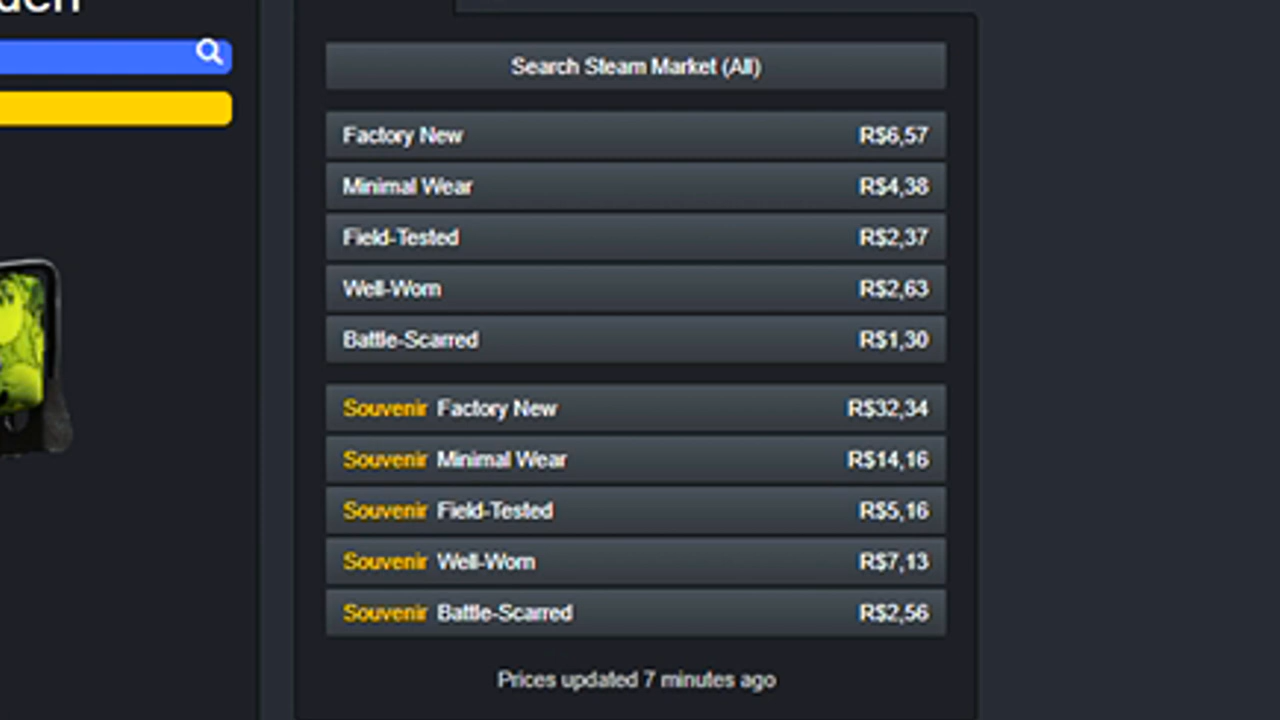 Search Steam Market (All)
Factory New R$6,57
Minimal Wear R$4,38
Field-Tested R$2,37
Well-Worn R$2,63
Battle-Scarred R$1,30
Souvenir Factory New R$32,34
Souvenir Minimal Wear R$14,16
Souvenir Field-Tested R$5,16
Souvenir Well-Worn R$7,13
Souvenir Battle-Scarred R$2,56
Prices updated 7 minutes ago